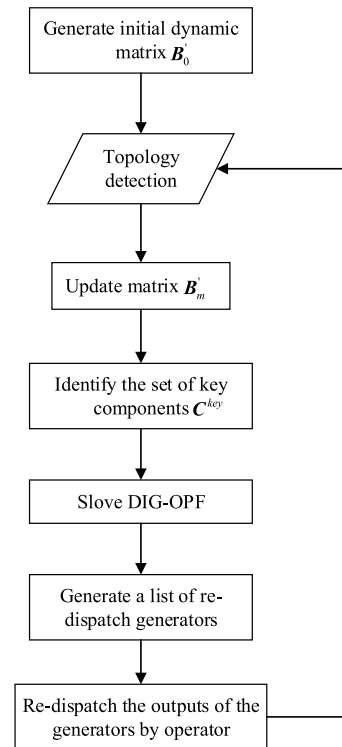 Generate initial dynamic
matrix B'₀
Topology
detection
Update matrix B'ₘ
Identify the set of key
components C^key
Slove DIG-OPF
Generate a list of re-
dispatch generators
Re-dispatch the outputs of the
generators by operator